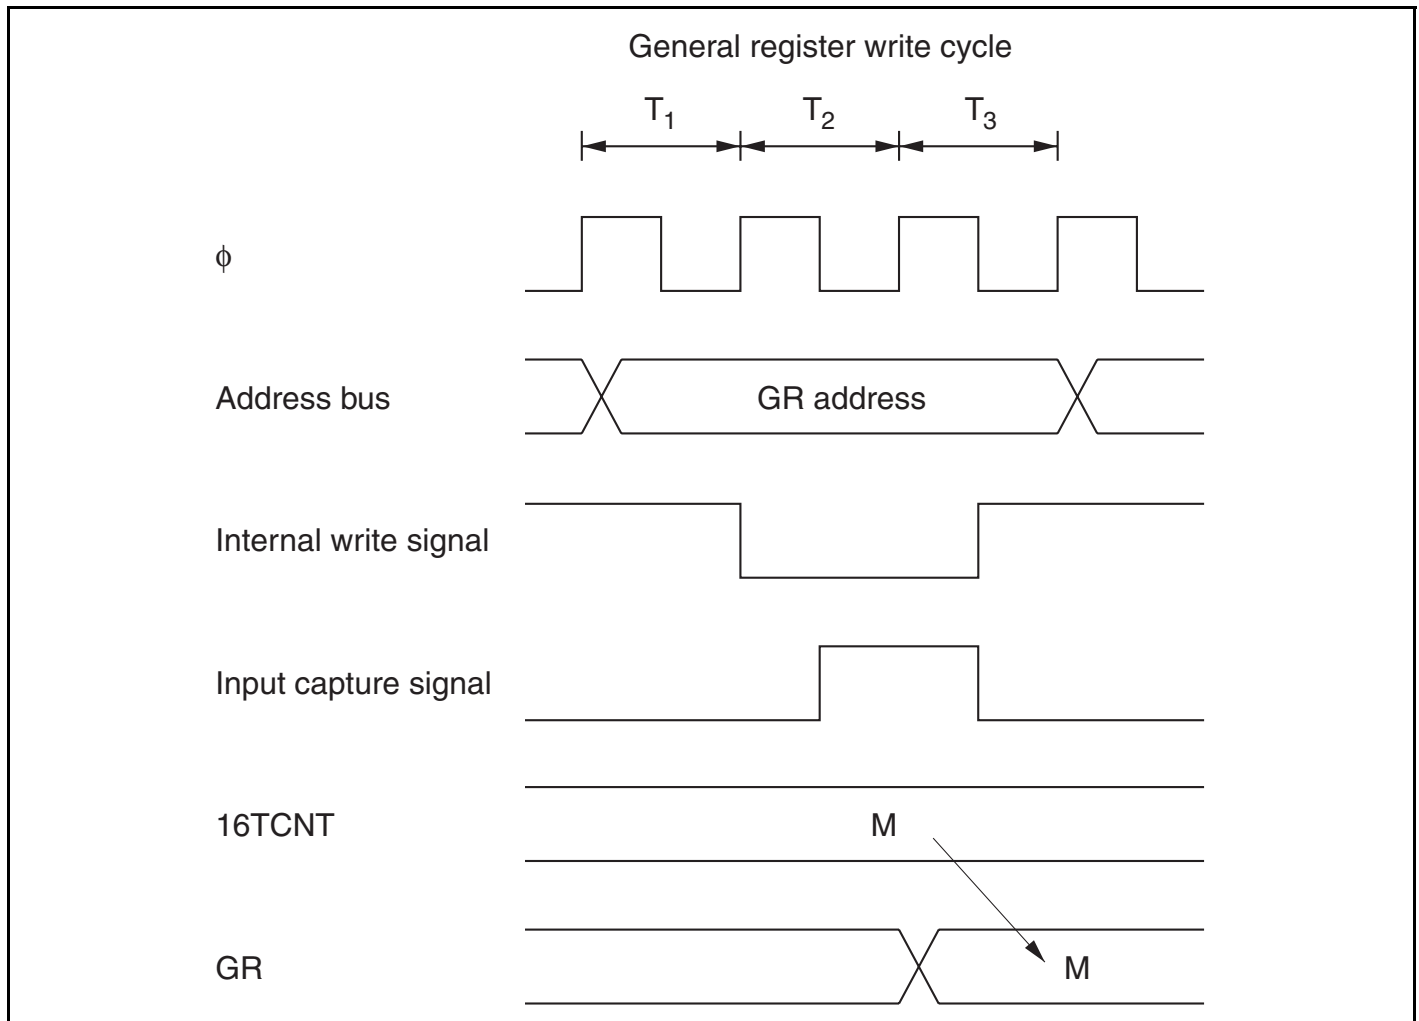 General register write cycle
T1 T2 T3
ϕ
Address bus GR address
Internal write signal
Input capture signal
16TCNT M
GR M